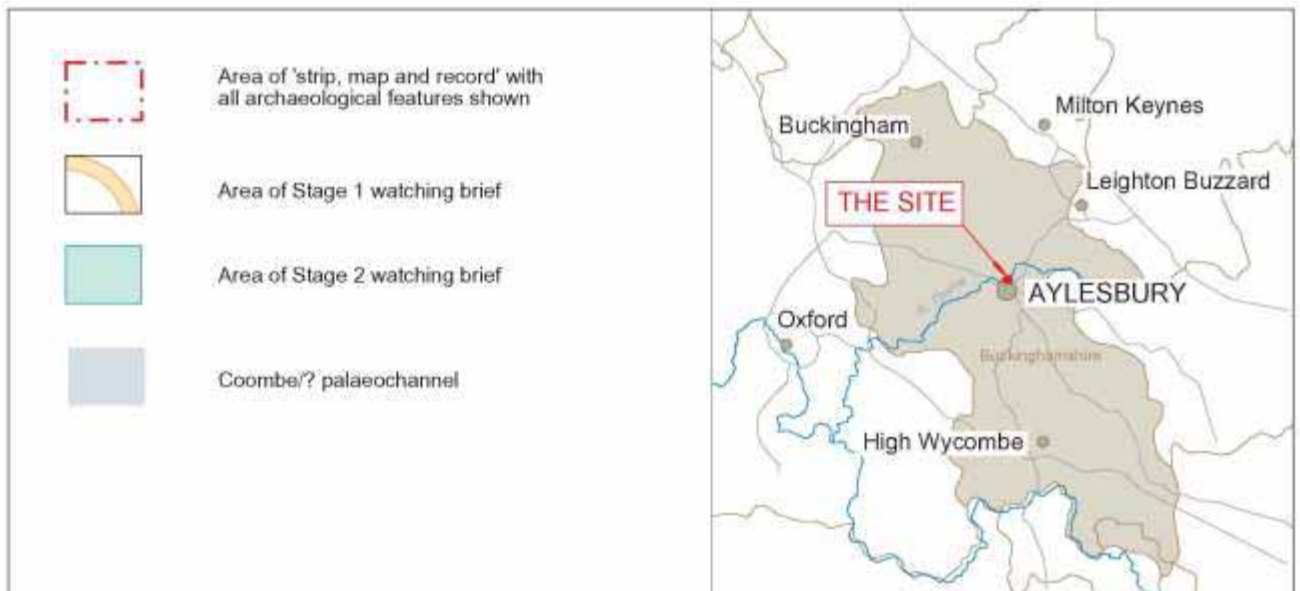 Area of 'strip, map and record' with
all archaeological features shown
Area of Stage 1 watching brief
Area of Stage 2 watching brief
Coombe/? palaeochannel
Milton Keynes
Buckingham
Leighton Buzzard
THE SITE
AYLESBURY
Oxford
Buckinghamshire
High Wycombe